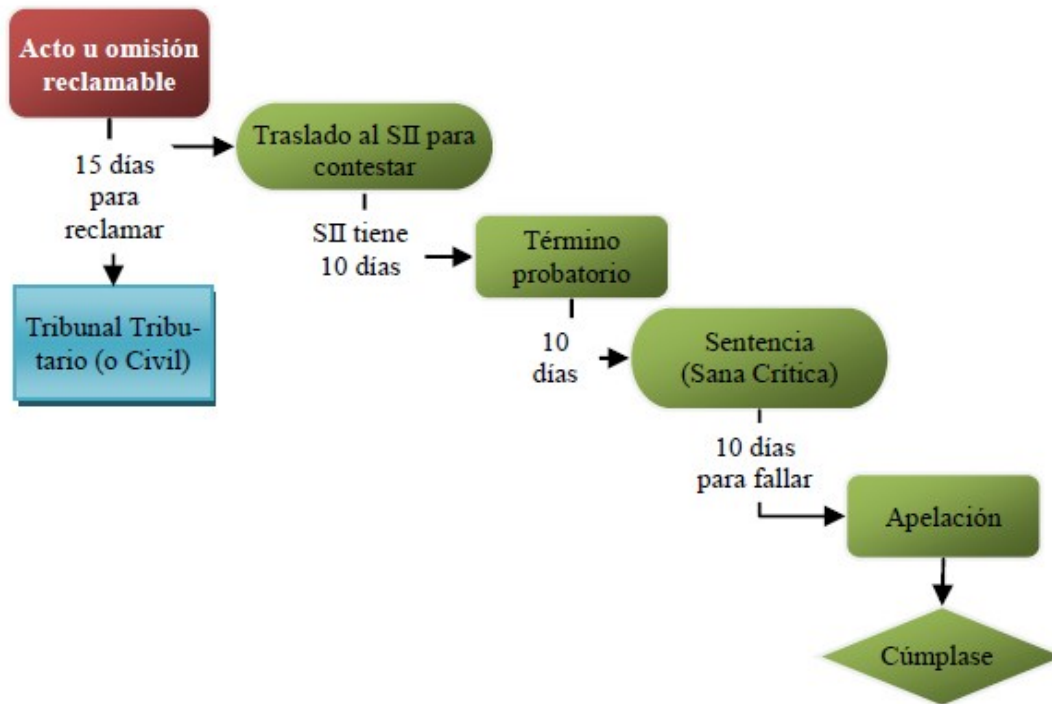 Acto u omisión
reclamable
15 días
para
reclamar
Tribunal Tribu-
tario (o Civil)
Traslado al SII para
contestar
SII tiene
10 días
Término
probatorio
10
días
Sentencia
(Sana Crítica)
10 días
para fallar
Apelación
Cúmplase